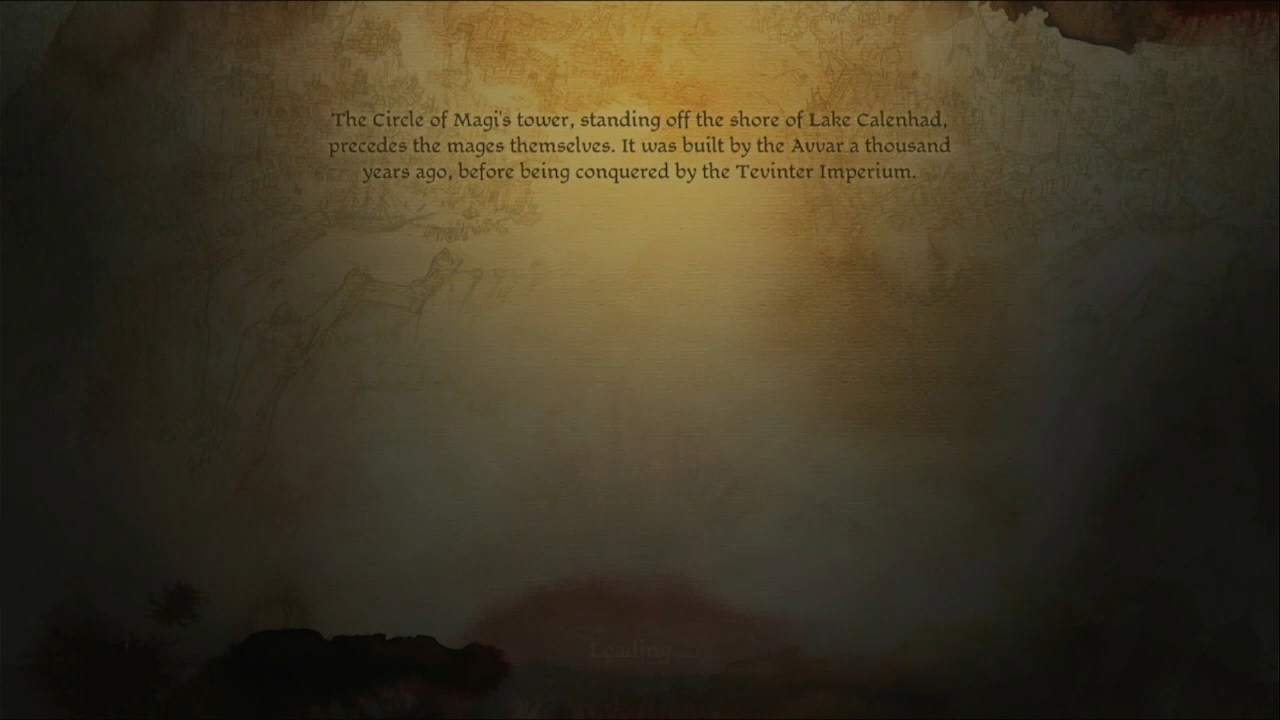 The Circle of Magi's tower, standing off the shore of Lake Calenhad,
precedes the mages themselves. It was built by the Avvar a thousand
years ago, before being conquered by the Tevinter Imperium.
Loading ...